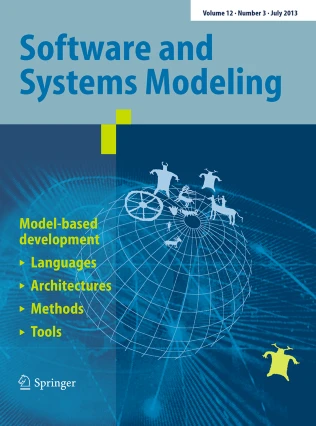 Volume 12 · Number 3 · July 2013
Software and
Systems Modeling
Model-based
development
▸ Languages
▸ Architectures
▸ Methods
▸ Tools
Springer